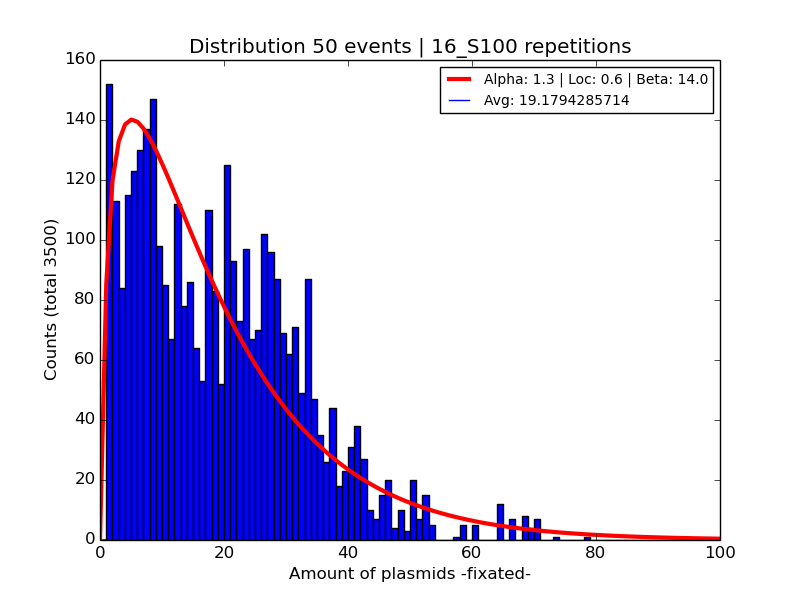 Distribution 50 events | 16_S100 repetitions
Alpha: 1.3 | Loc: 0.6 | Beta: 14.0
Avg: 19.1794285714
160
140
120
100
80
60
40
20
0
Counts (total 3500)
0 20 40 60 80 100
Amount of plasmids -fixated-